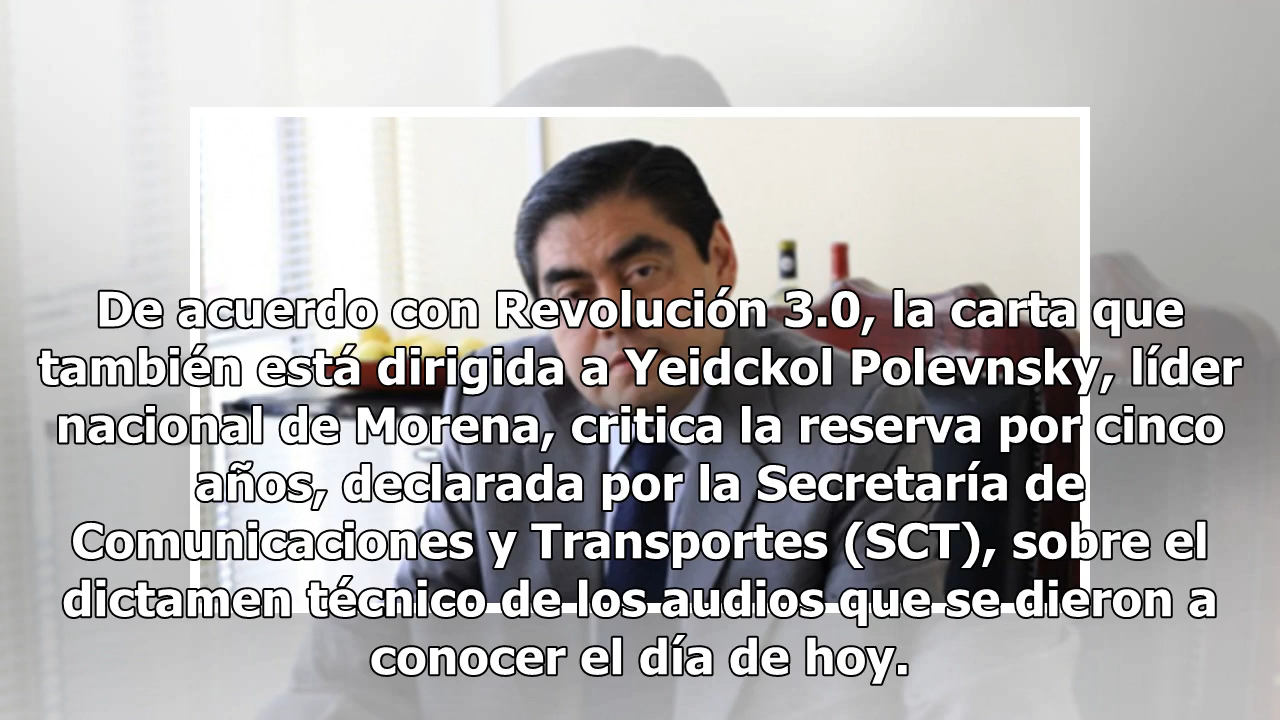 De acuerdo con Revolución 3.0, la carta que
también está dirigida a Yeidckol Polevnsky, líder
nacional de Morena, critica la reserva por cinco
años, declarada por la Secretaría de
Comunicaciones y Transportes (SCT), sobre el
dictamen técnico de los audios que se dieron a
conocer el día de hoy.